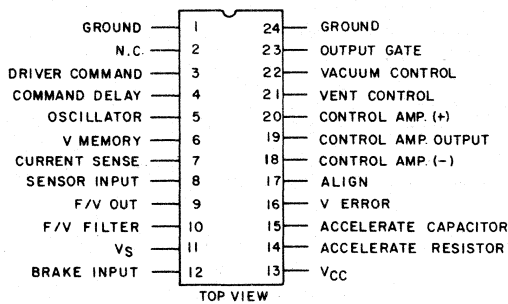 GROUND 1 24 GROUND
N.C. 2 23 OUTPUT GATE
DRIVER COMMAND 3 22 VACUUM CONTROL
COMMAND DELAY 4 21 VENT CONTROL
OSCILLATOR 5 20 CONTROL AMP. (+)
V MEMORY 6 19 CONTROL AMP. OUTPUT
CURRENT SENSE 7 18 CONTROL AMP. (-)
SENSOR INPUT 8 17 ALIGN
F/V OUT 9 16 V ERROR
F/V FILTER 10 15 ACCELERATE CAPACITOR
VS 11 14 ACCELERATE RESISTOR
BRAKE INPUT 12 13 VCC
TOP VIEW